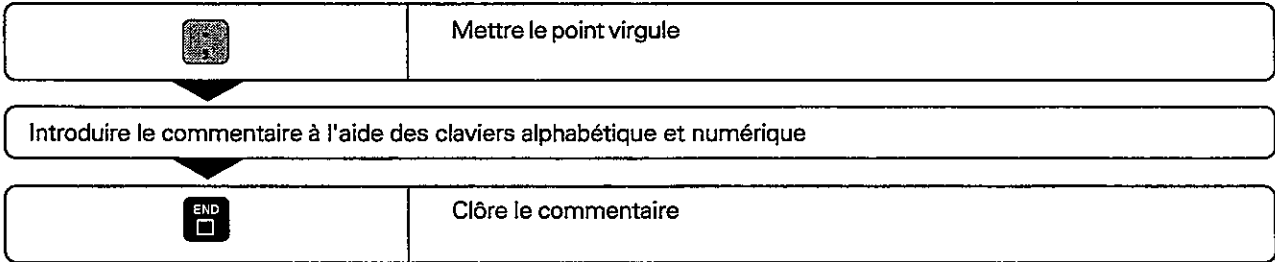 ;
Mettre le point virgule
Introduire le commentaire à l'aide des claviers alphabétique et numérique
END
Clôre le commentaire